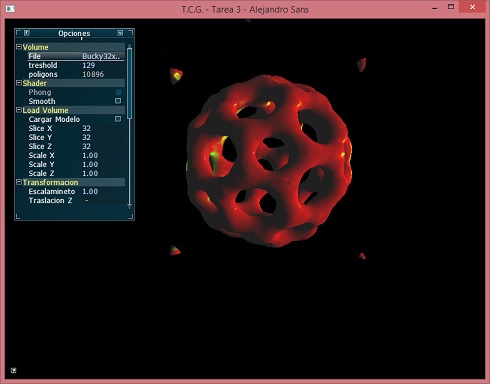 T.C.G. - Tarea 3 - Alejandro Sans
Opciones
Volume
File Bucky32x..
treshold 129
poligons 10896
Shader
Phong
Smooth
Load Volume
Cargar Modelo
Slice X 32
Slice Y 32
Slice Z 32
Scale X 1.00
Scale Y 1.00
Scale Z 1.00
Transformacion
Escalamineto 1.00
Traslacion Z -